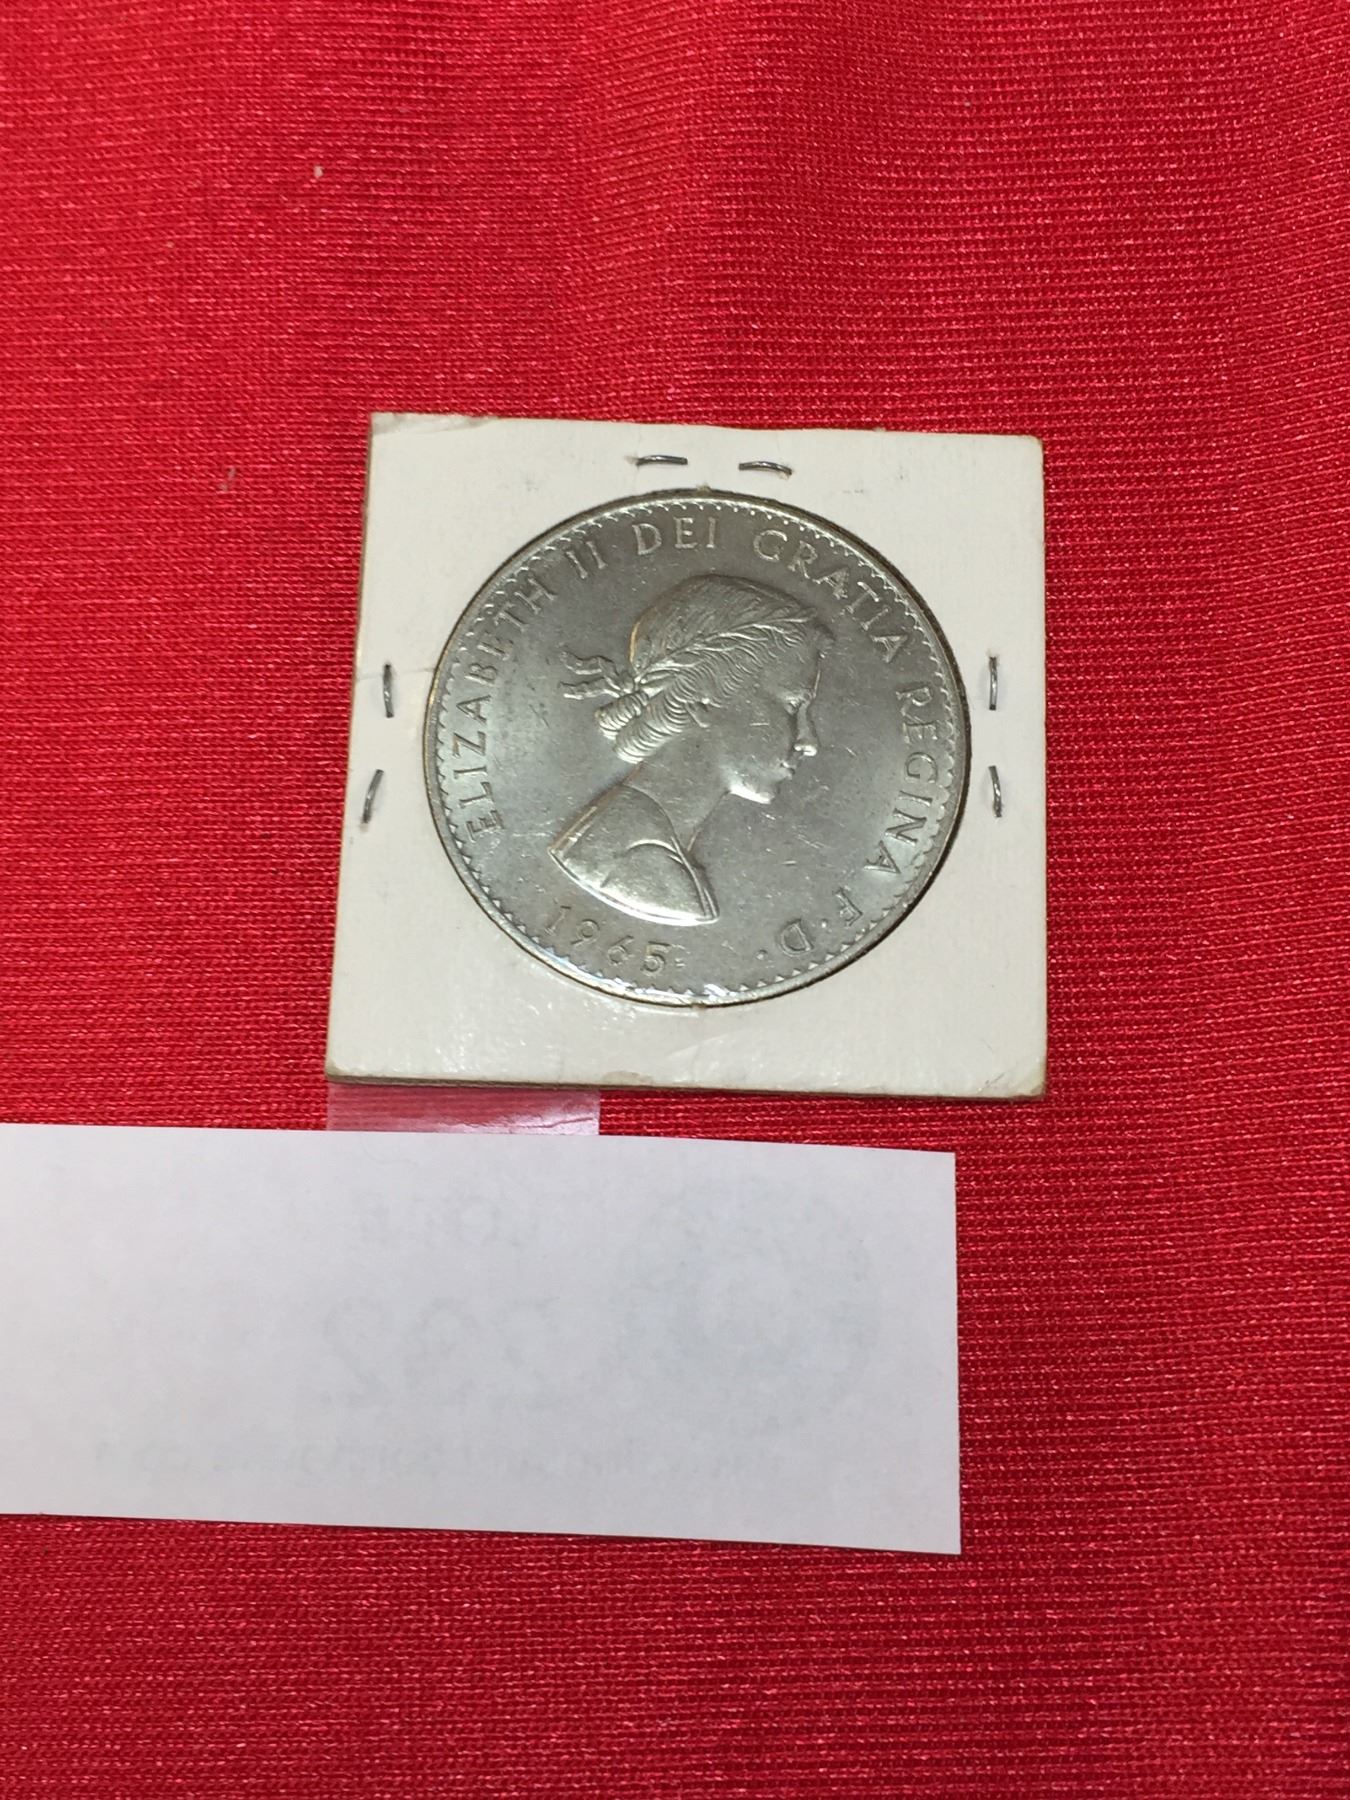 ELIZABETH II DEI GRATIA REGINA F·D·
1965